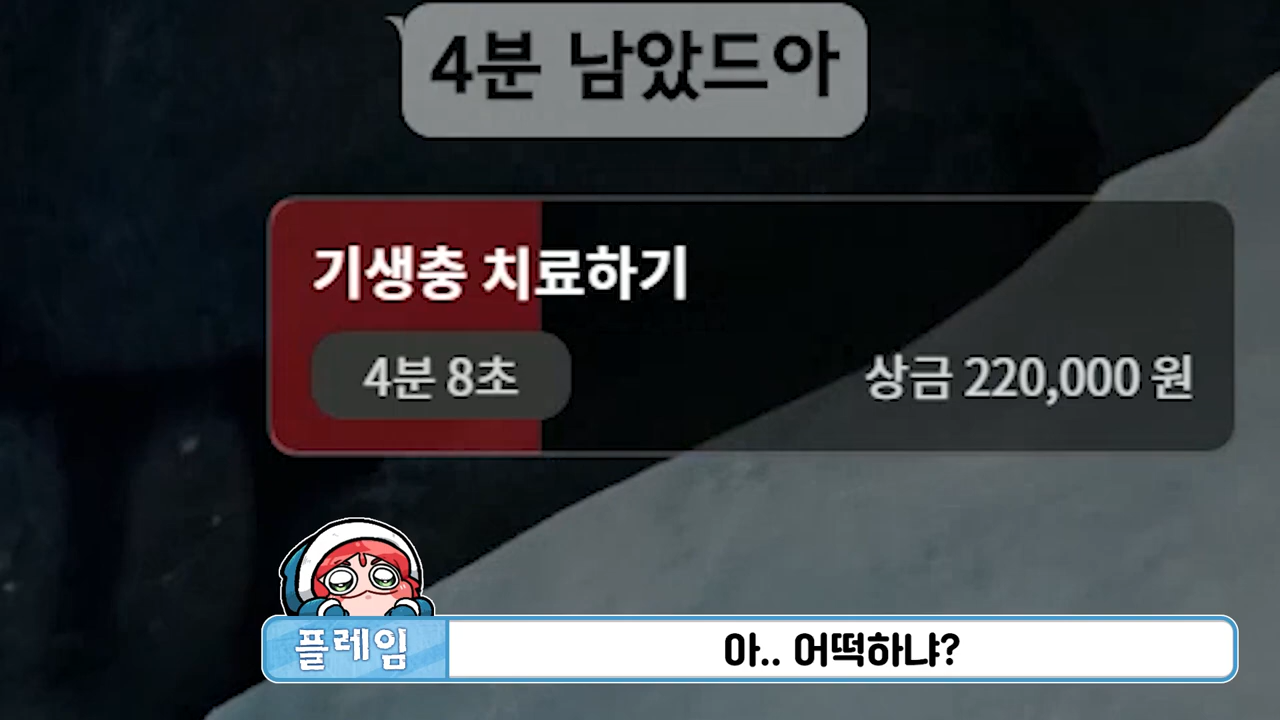 4분 남았드아
기생충 치료하기
4분 8초
상금 220,000 원
플레임
아.. 어떡하냐?